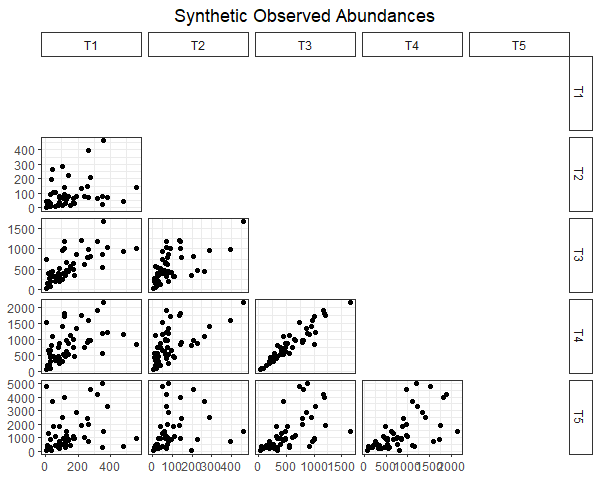 Synthetic Observed Abundances
T1 T2 T3 T4 T5
T1
400
300
200
100
0
T2
1500
1000
500
0
T3
2000
1500
1000
500
0
T4
5000
4000
3000
2000
1000
0
T5
0 200 400 0 100 200 300 400 0 500 1000 1500 0 500 1000 1500 2000